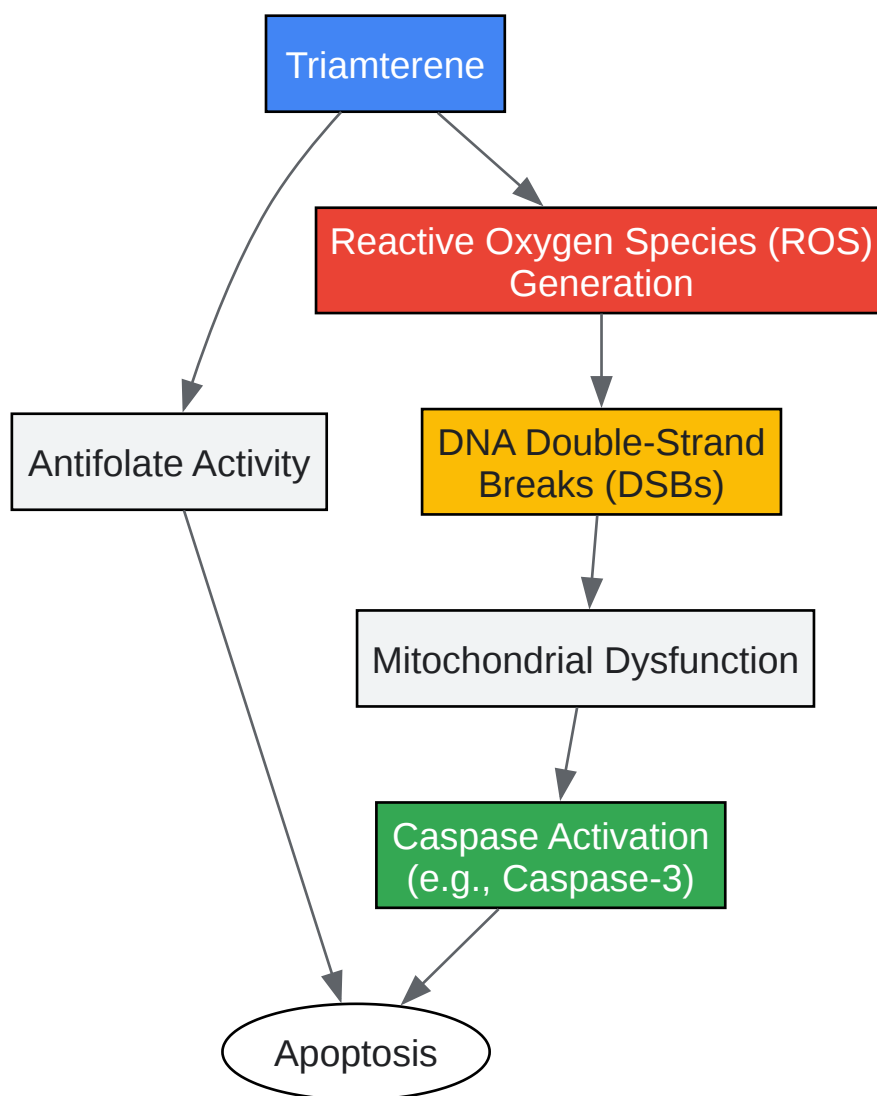 Triamterene
Reactive Oxygen Species (ROS)
Generation
Antifolate Activity
DNA Double-Strand
Breaks (DSBs)
Mitochondrial Dysfunction
Caspase Activation
(e.g., Caspase-3)
Apoptosis